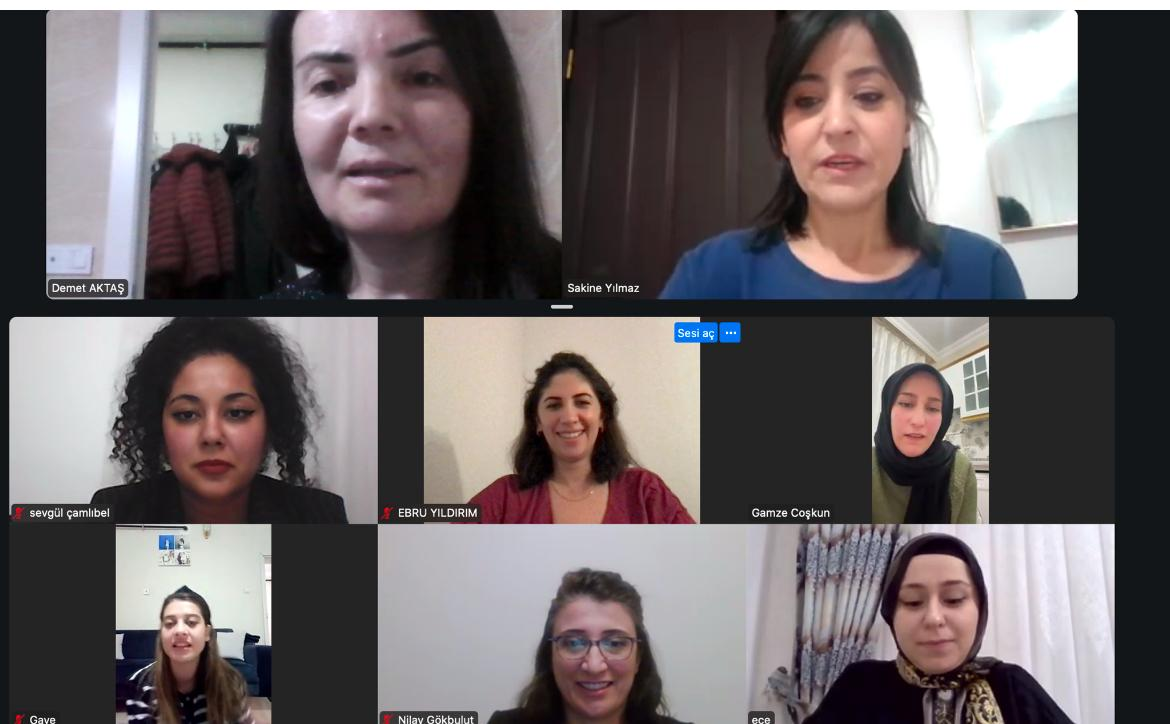 Demet AKTAŞ
Sakine Yılmaz
Sesi aç
sevgül çamlıbel
EBRU YILDIRIM
Gamze Coşkun
Gaye
Nilay Gökbulut
ece